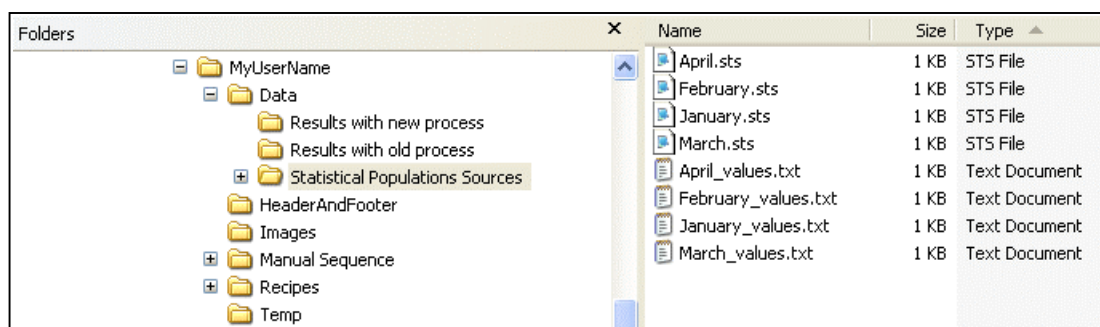 Folders
MyUserName
Data
Results with new process
Results with old process
Statistical Populations Sources
HeaderAndFooter
Images
Manual Sequence
Recipes
Temp
Name Size Type
April.sts 1 KB STS File
February.sts 1 KB STS File
January.sts 1 KB STS File
March.sts 1 KB STS File
April_values.txt 1 KB Text Document
February_values.txt 1 KB Text Document
January_values.txt 1 KB Text Document
March_values.txt 1 KB Text Document